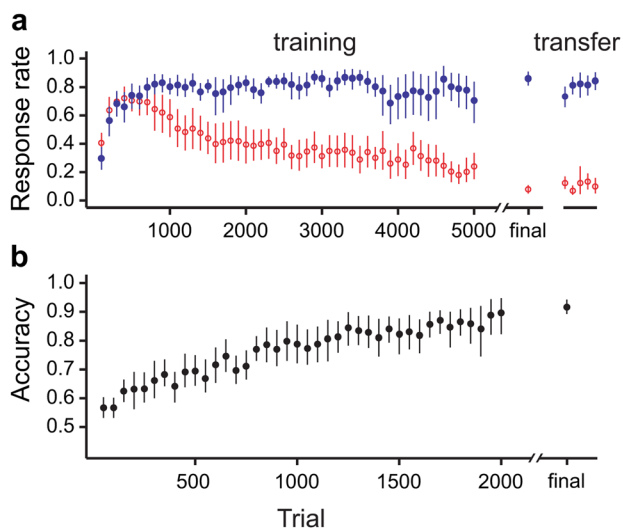 a
training transfer
Response rate
1.0
0.8
0.6
0.4
0.2
0.0
1000 2000 3000 4000 5000 final
b
Accuracy
1.0
0.9
0.8
0.7
0.6
0.5
500 1000 1500 2000 final
Trial